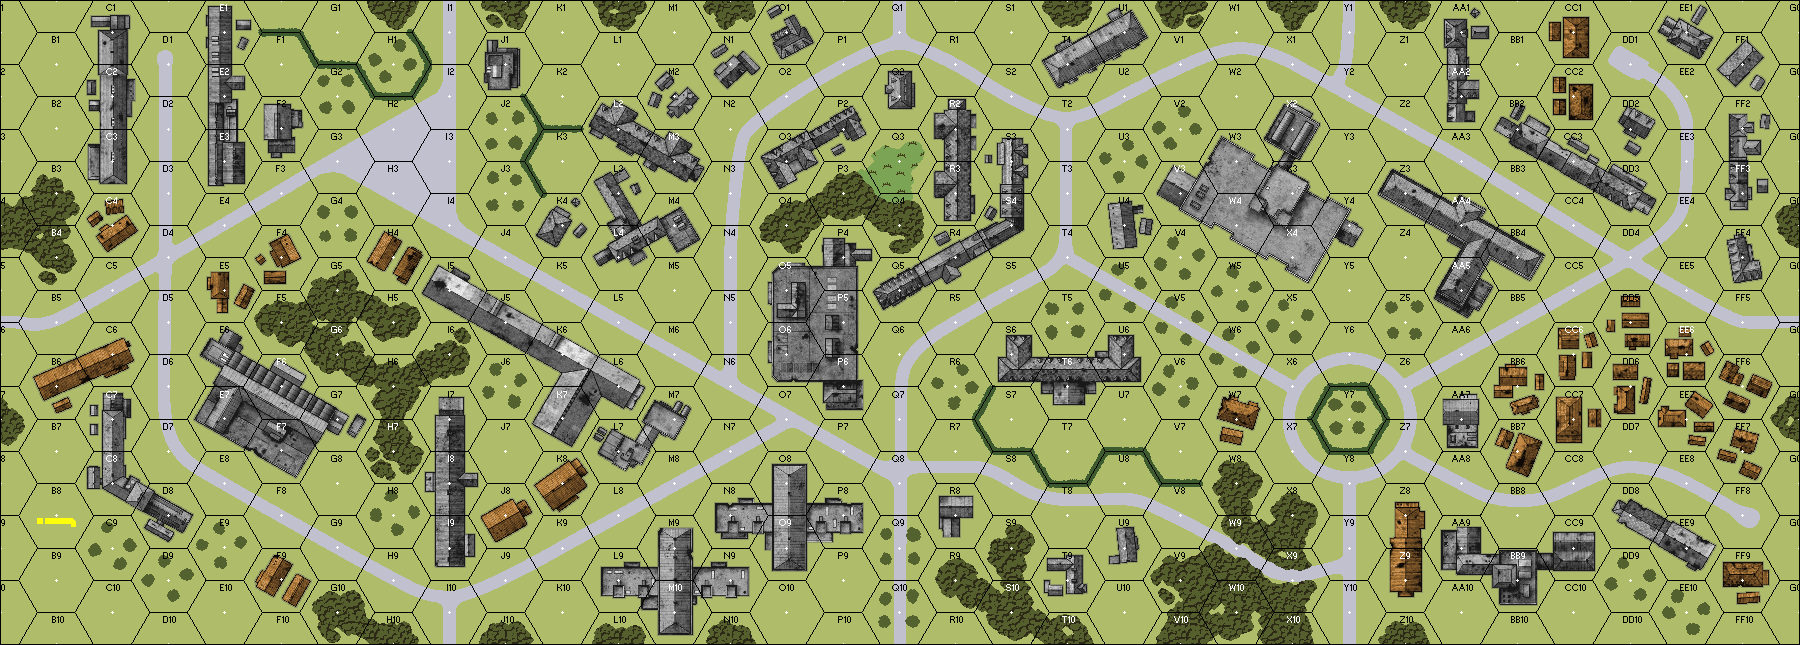 C1 E1 G1 I1 K1 M1 O1 Q1 S1 U1 W1 Y1 AA1 CC1 EE1
B1 D1 F1 H1 J1 L1 N1 P1 R1 T1 V1 X1 Z1 BB1 DD1 FF1
C2 E2 G2 I2 K2 M2 O2 Q2 S2 U2 W2 Y2 AA2 CC2 EE2
B2 D2 F2 H2 J2 L2 N2 P2 R2 T2 V2 X2 Z2 BB2 DD2 FF2
C3 E3 G3 I3 K3 M3 O3 Q3 S3 U3 W3 Y3 AA3 CC3 EE3
B3 D3 F3 H3 J3 L3 N3 P3 R3 T3 V3 X3 Z3 BB3 DD3 FF3
C4 E4 G4 I4 K4 M4 O4 Q4 S4 U4 W4 Y4 AA4 CC4 EE4
B4 D4 F4 H4 J4 L4 N4 P4 R4 T4 V4 X4 Z4 BB4 DD4 FF4
C5 E5 G5 I5 K5 M5 O5 Q5 S5 U5 W5 Y5 AA5 CC5 EE5
B5 D5 F5 H5 J5 L5 N5 P5 R5 T5 V5 X5 Z5 BB5 DD5 FF5
C6 E6 G6 I6 K6 M6 O6 Q6 S6 U6 W6 Y6 AA6 CC6 EE6
B6 D6 F6 H6 J6 L6 N6 P6 R6 T6 V6 X6 Z6 BB6 DD6 FF6
C7 E7 G7 I7 K7 M7 O7 Q7 S7 U7 W7 Y7 AA7 CC7 EE7
B7 D7 F7 H7 J7 L7 N7 P7 R7 T7 V7 X7 Z7 BB7 DD7 FF7
C8 E8 G8 I8 K8 M8 O8 Q8 S8 U8 W8 Y8 AA8 CC8 EE8
B8 D8 F8 H8 J8 L8 N8 P8 R8 T8 V8 X8 Z8 BB8 DD8 FF8
C9 E9 G9 I9 K9 M9 O9 Q9 S9 U9 W9 Y9 AA9 CC9 EE9
B9 D9 F9 H9 J9 L9 N9 P9 R9 T9 V9 X9 Z9 BB9 DD9 FF9
C10 E10 G10 I10 K10 M10 O10 Q10 S10 U10 W10 Y10 AA10 CC10 EE10
B10 D10 F10 H10 J10 L10 N10 P10 R10 T10 V10 X10 Z10 BB10 DD10 FF10